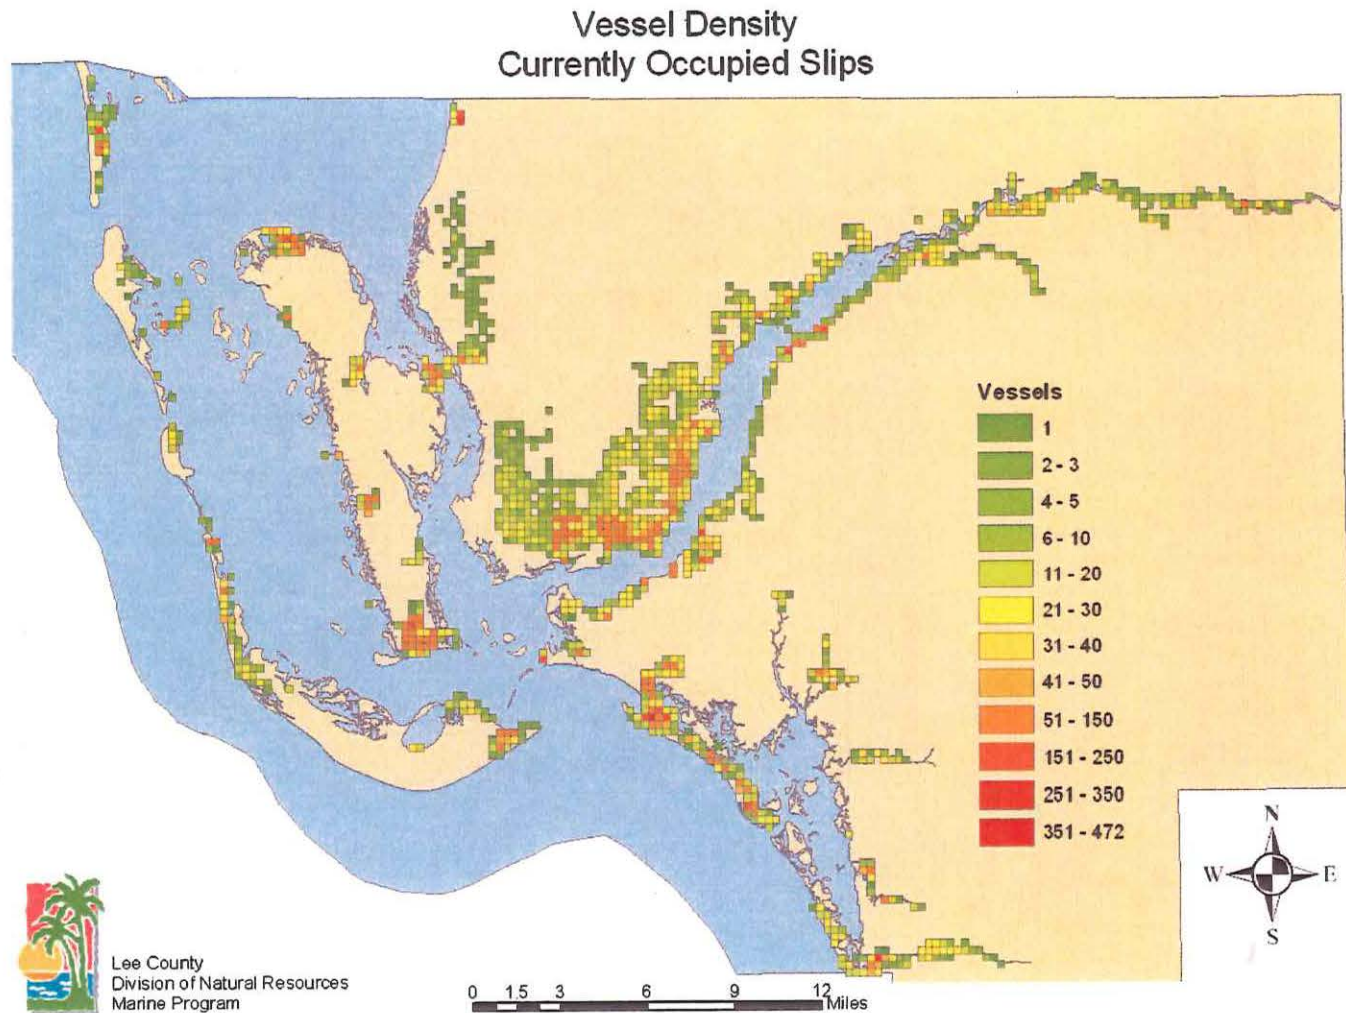 Vessel Density
Currently Occupied Slips
Vessels
1
2 - 3
4 - 5
6 - 10
11 - 20
21 - 30
31 - 40
41 - 50
51 - 150
151 - 250
251 - 350
351 - 472
N
W E
S
Lee County
Division of Natural Resources
Marine Program
0 1.5 3 6 9 12
Miles